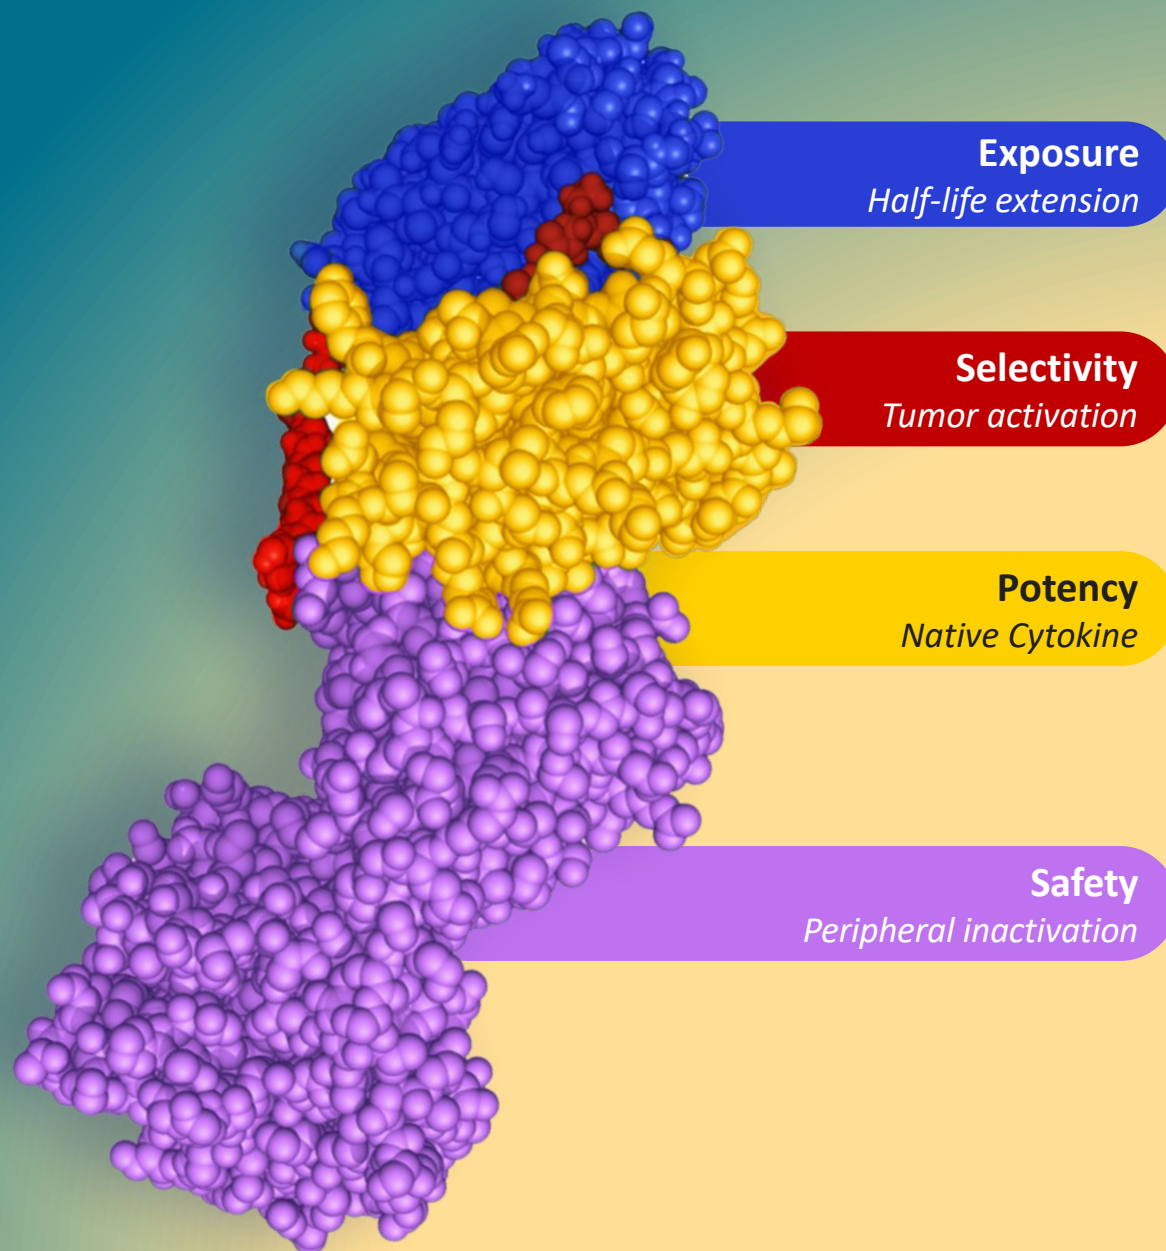 Exposure
Half-life extension
Selectivity
Tumor activation
Potency
Native Cytokine
Safety
Peripheral inactivation